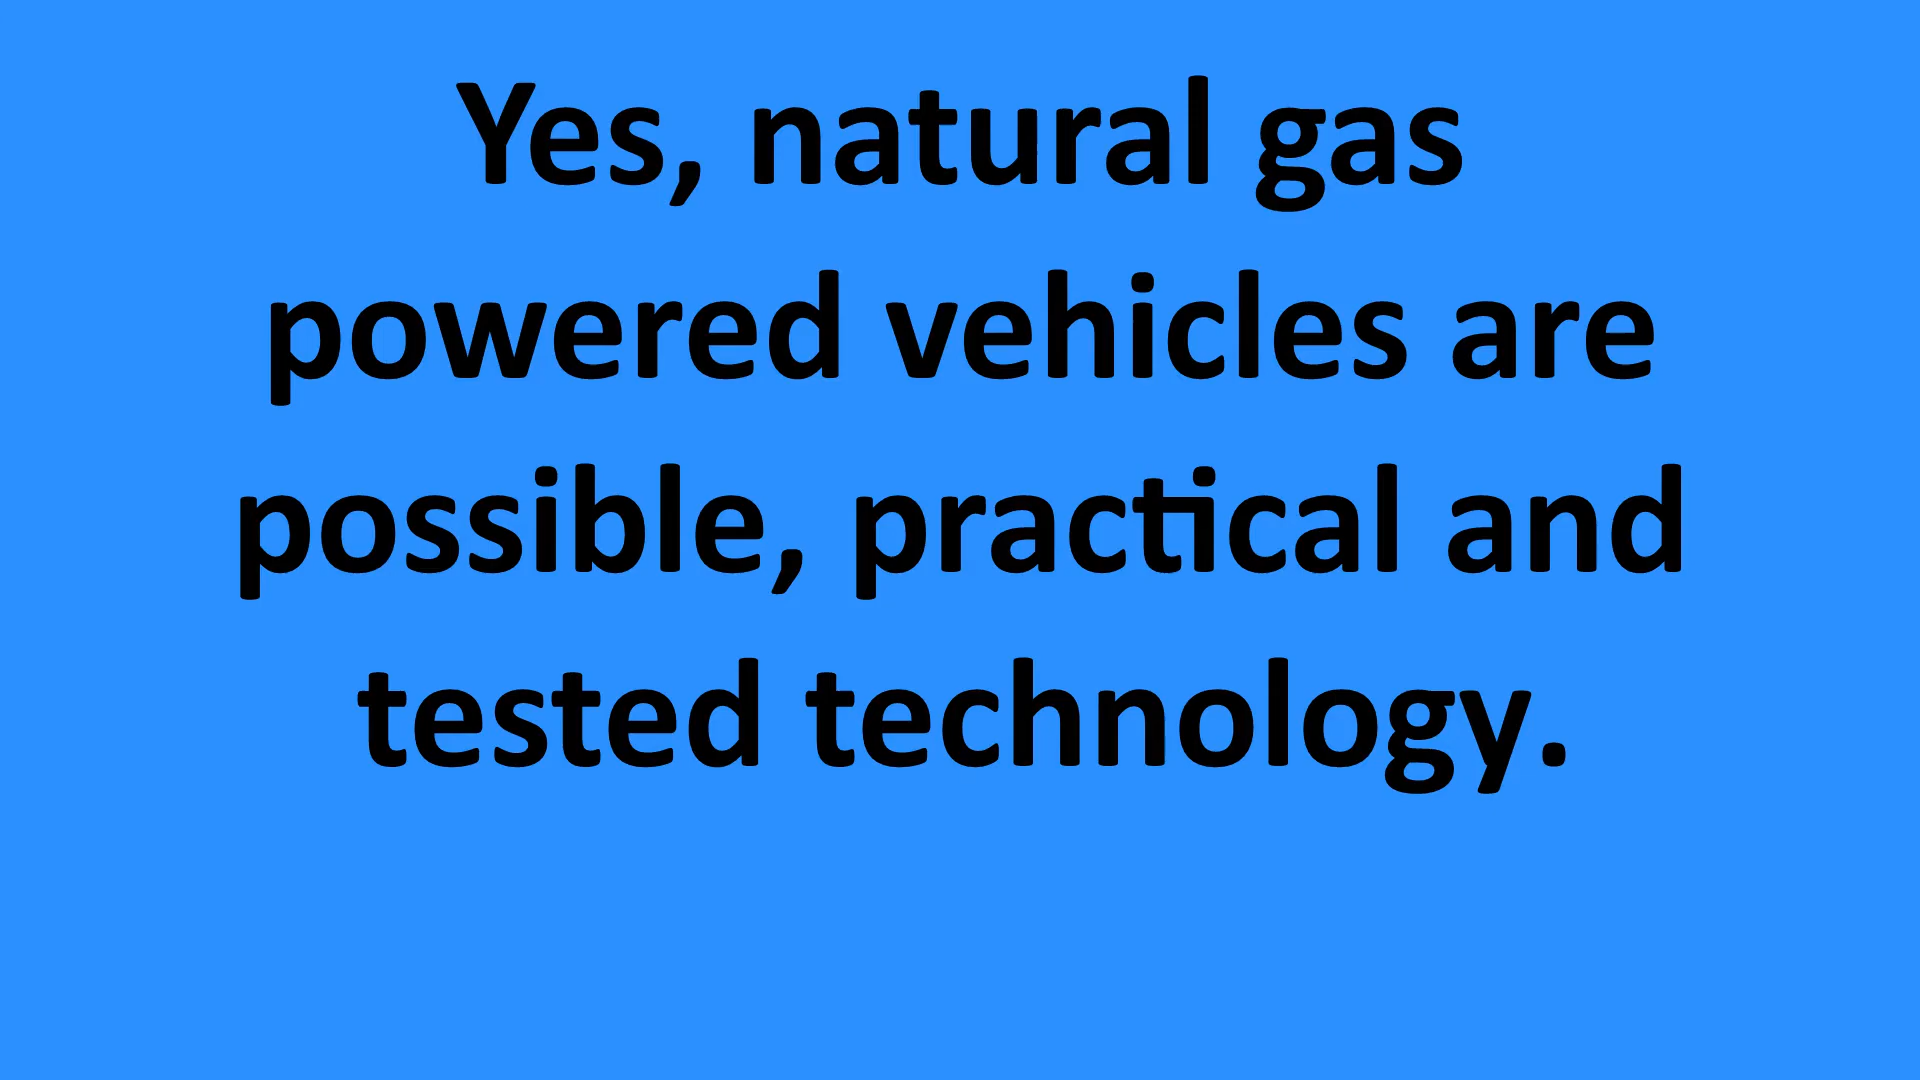 Yes, natural gas
powered vehicles are
possible, practical and
tested technology.